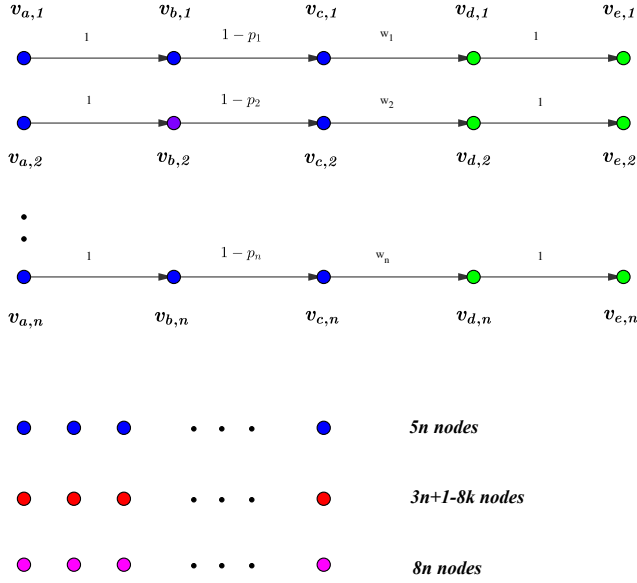 v_{a,1} v_{b,1} v_{c,1} v_{d,1} v_{e,1}
1 1 − p_1 w_1 1
1 1 − p_2 w_2 1
v_{a,2} v_{b,2} v_{c,2} v_{d,2} v_{e,2}
1 1 − p_n w_n 1
v_{a,n} v_{b,n} v_{c,n} v_{d,n} v_{e,n}
5n nodes
3n+1-8k nodes
8n nodes